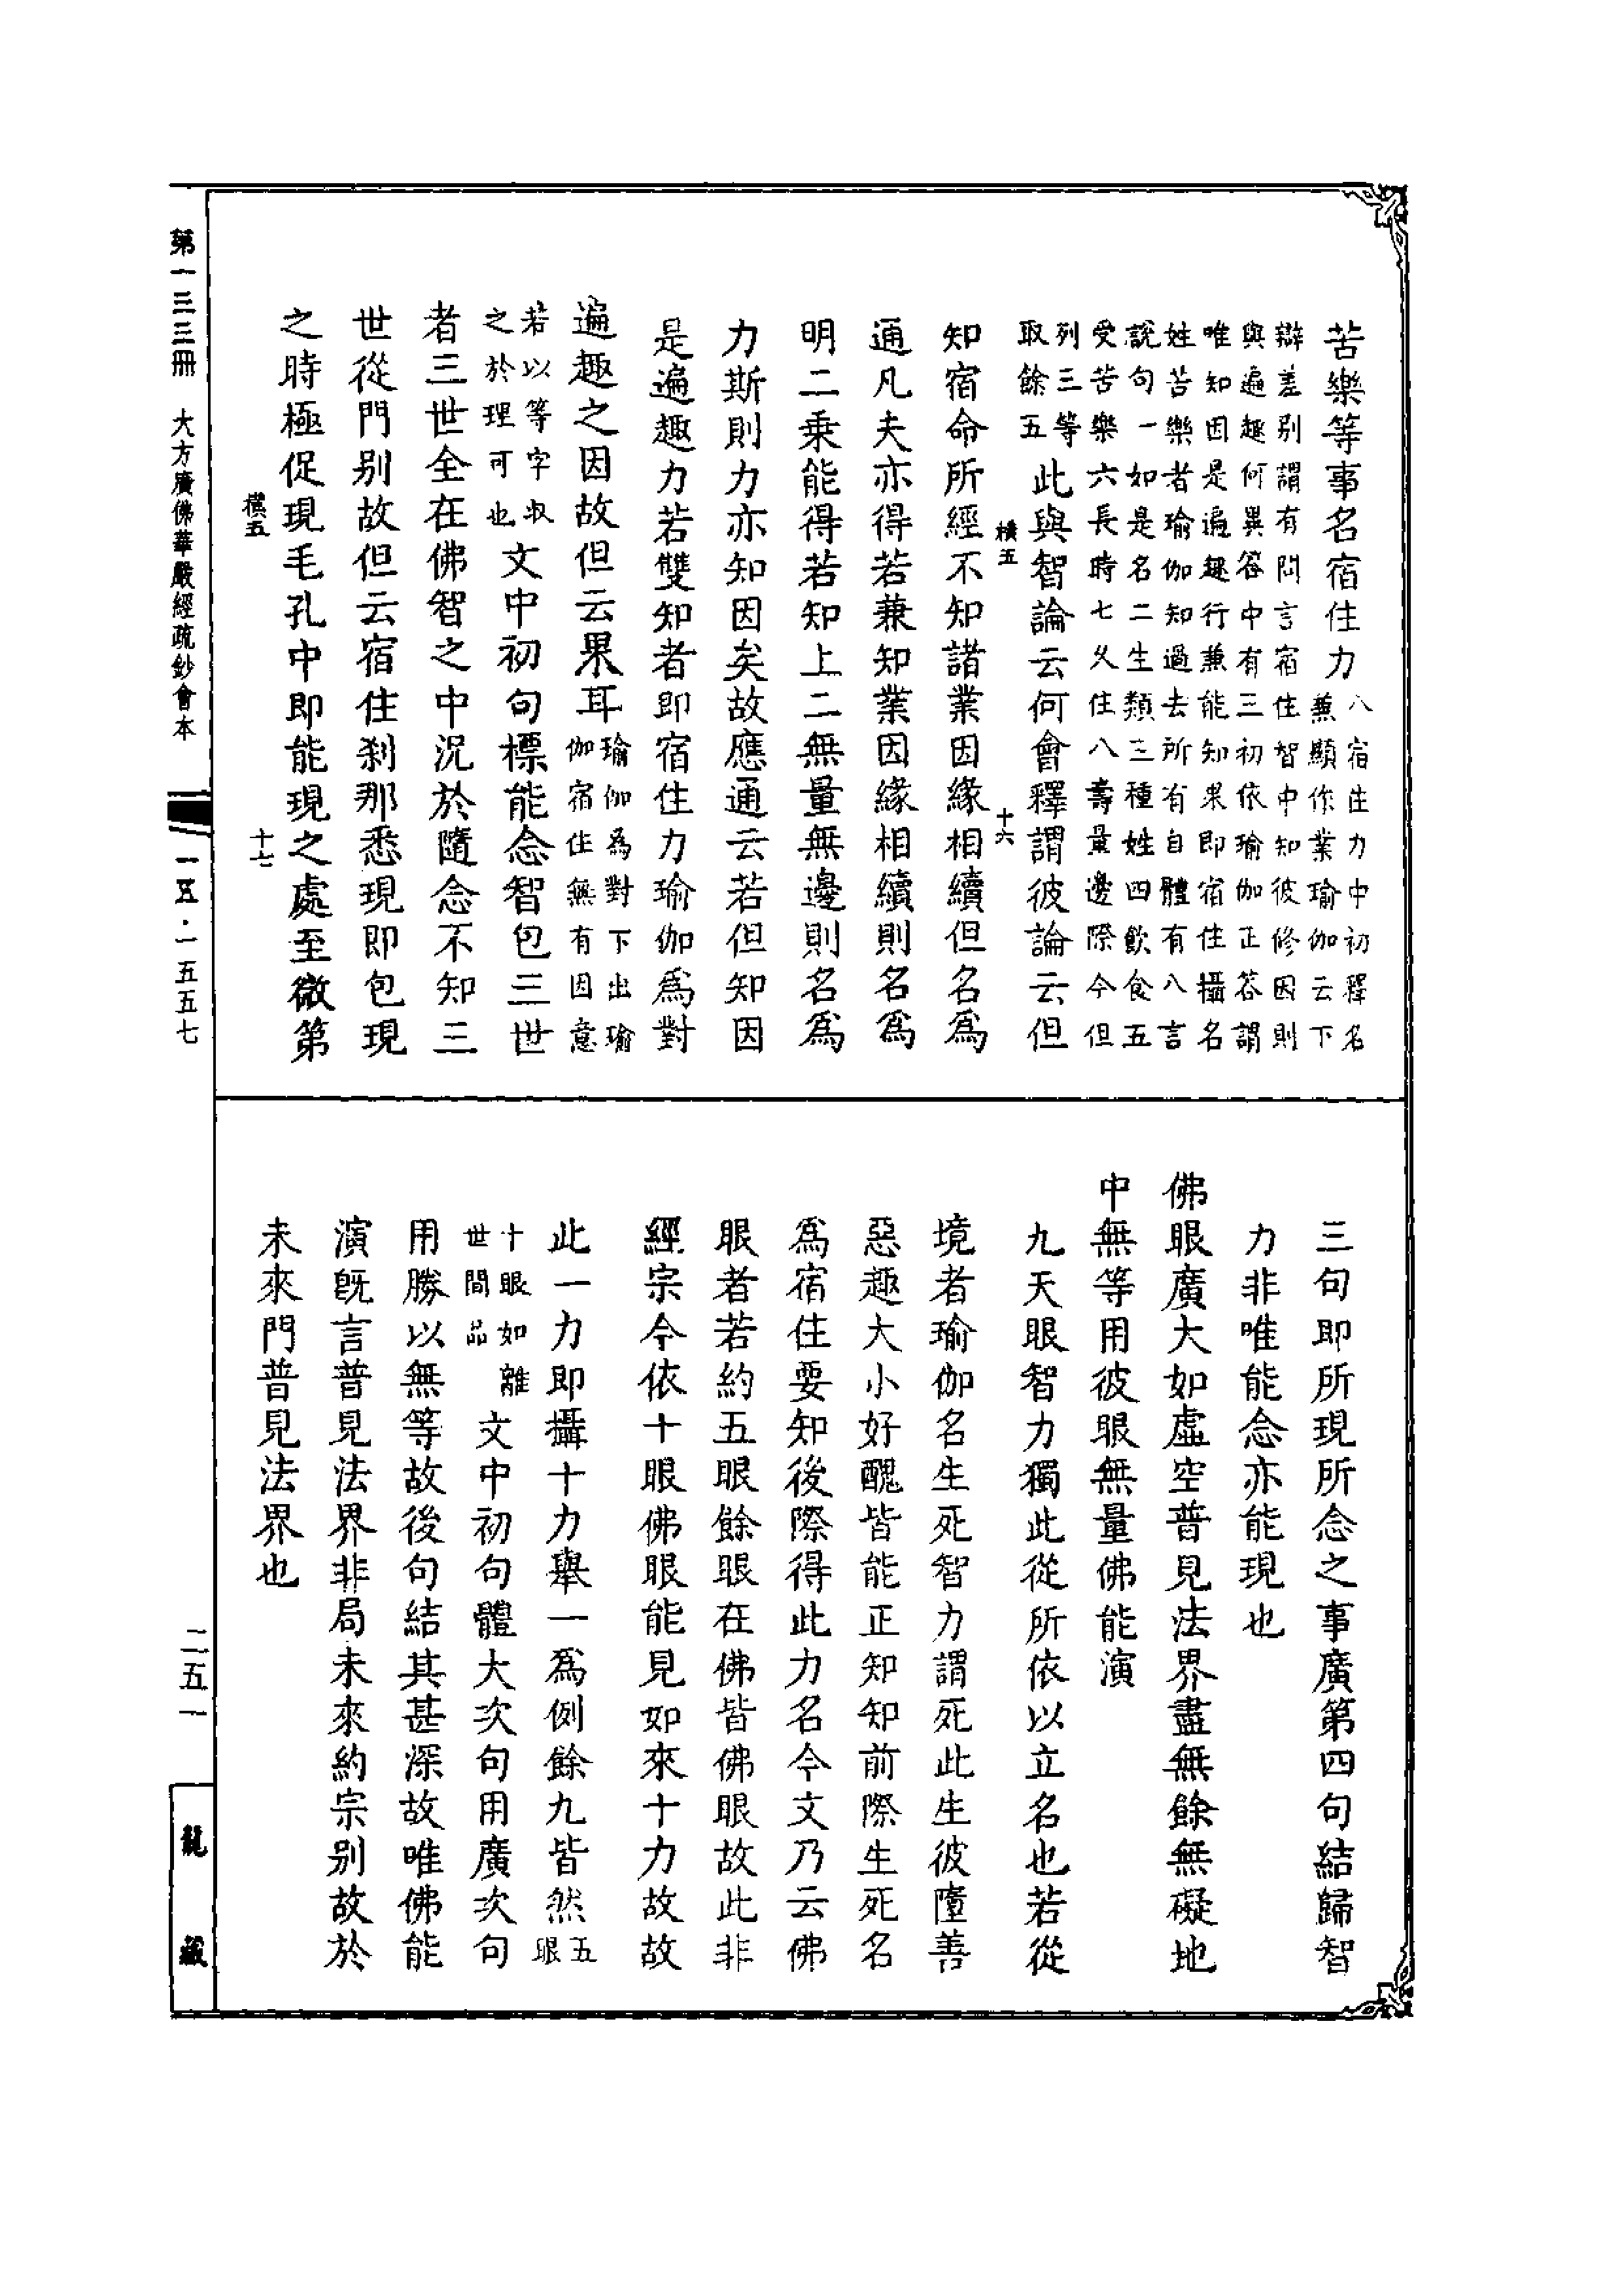 苦樂等事名宿住力
八宿住力中初釋名
兼顯作業瑜伽云下
辯差別謂有問言宿住智中知彼修因則
與遍趣何異答中有三初依瑜伽正答謂
唯知因是遍趣行兼能知果即宿住攝名
姓苦樂者瑜伽知過去所有自體有八言
說句一如是名二生類三種姓四飲食五
受苦樂六長時七久住八壽量邊際今但
列三等
取餘五
此與智論云何會釋謂彼論云但
橫五
十六
知宿命所經不知諸業因緣相續但名爲
通凡夫亦得若兼知業因緣相續則名爲
明二乗能得若知上二無量無邊則名爲
力斯則力亦知因矣故應通云若但知因
是遍趣力若雙知者即宿住力瑜伽爲對
遍趣之因故但云果耳
瑜伽為對下出瑜
伽宿住無有因意
若以等字収
之於理可也
文中初句標能念智包三世
者三世全在佛智之中況於隨念不知三
世從門別故但云宿住刹那悉現即包現
之時極促現毛孔中即能現之處至微第
橫五
十七
三句即所現所念之事廣第四句結歸智
力非唯能念亦能現也
佛眼廣大如虛空普見法界盡無餘無礙地
中無等用彼眼無量佛能演
九天眼智力獨此從所依以立名也若從
境者瑜伽名生死智力謂死此生彼墮善
惡趣大小好醜皆能正知知前際生死名
爲宿住要知後際得此力名今文乃云佛
眼者若約五眼餘眼在佛皆佛眼故此非
經宗今依十眼佛眼能見如來十力故故
此一力即攝十力舉一爲例餘九皆然
五
眼
十眼如離
世間品
文中初句體大次句用廣次句
用勝以無等故後句結其甚深故唯佛能
演旣言普見法界非局未來約宗別故於
未來門普見法界也
第一三三冊　大方廣佛華嚴經疏鈔會本
一五五七
二五一
龍藏